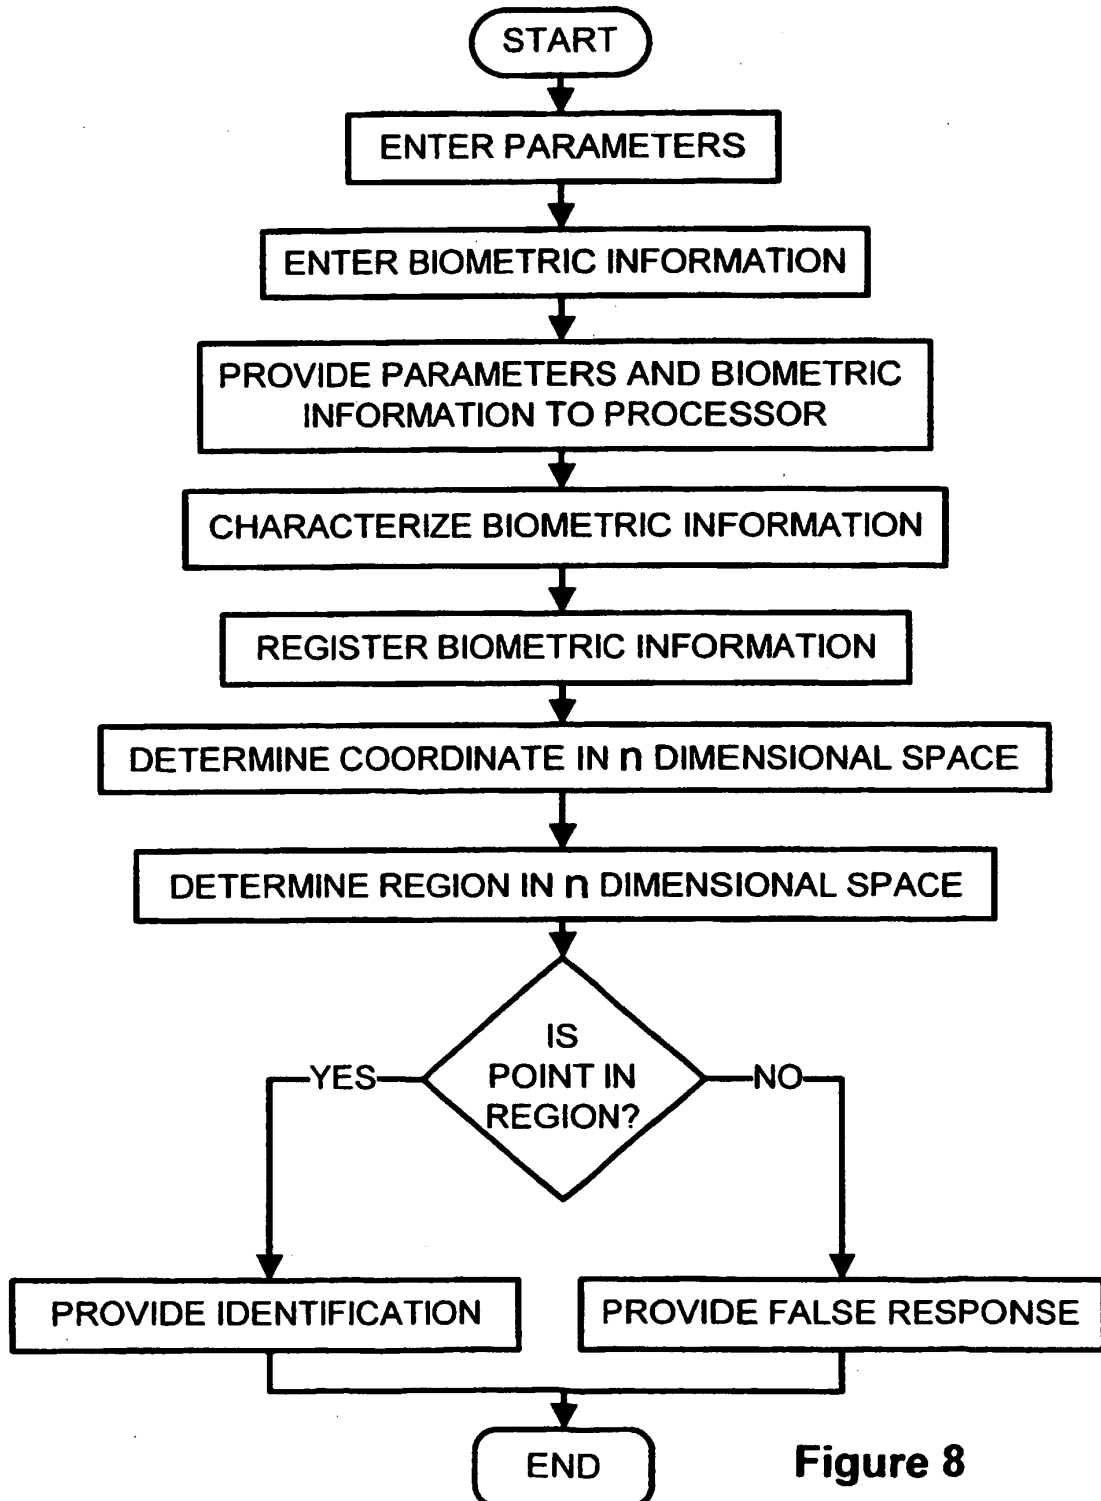 START
ENTER PARAMETERS
ENTER BIOMETRIC INFORMATION
PROVIDE PARAMETERS AND BIOMETRIC
INFORMATION TO PROCESSOR
CHARACTERIZE BIOMETRIC INFORMATION
REGISTER BIOMETRIC INFORMATION
DETERMINE COORDINATE IN n DIMENSIONAL SPACE
DETERMINE REGION IN n DIMENSIONAL SPACE
IS
POINT IN
REGION?
YES
NO
PROVIDE IDENTIFICATION
PROVIDE FALSE RESPONSE
END
Figure 8